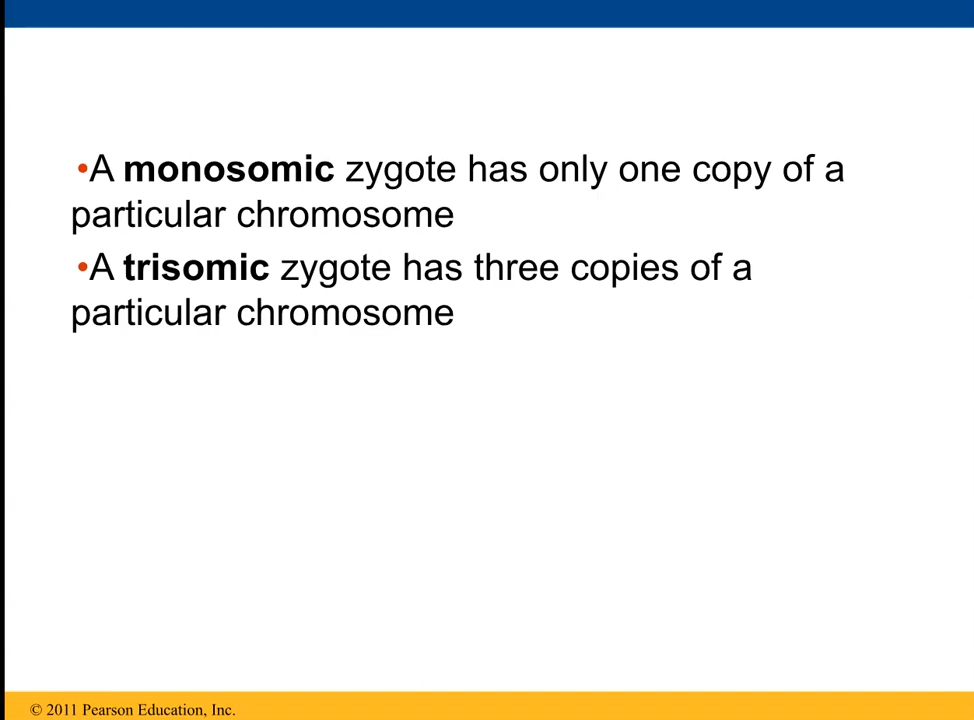 •A monosomic zygote has only one copy of a
particular chromosome
•A trisomic zygote has three copies of a
particular chromosome
© 2011 Pearson Education, Inc.